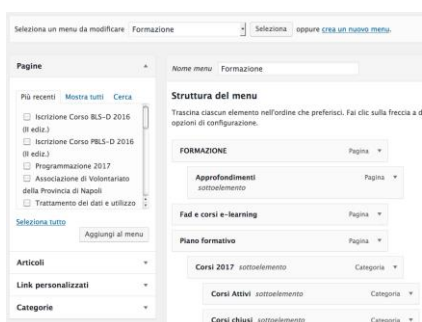 Seleziona un menu da modificare Formazione Seleziona oppure crea un nuovo menu.
Pagine
Più recenti Mostra tutti Cerca
Iscrizione Corso BLS-D 2016
(II ediz.)
Iscrizione Corso PBLS-D 2016
(II ediz.)
Programmazione 2017
Associazione di Volontariato
della Provincia di Napoli
Trattamento dei dati e utilizzo
Seleziona tutto
Aggiungi al menu
Articoli
Link personalizzati
Categorie
Nome menu Formazione
Struttura del menu
Trascina ciascun elemento nell'ordine che preferisci. Fai clic sulla freccia a d
opzioni di configurazione.
FORMAZIONE Pagina
Approfondimenti Pagina
sottoelemento
Fad e corsi e-learning Pagina
Piano formativo Pagina
Corsi 2017 sottoelemento Categoria
Corsi Attivi sottoelemento Categoria
Corsi chiusi sottoelemento Categoria